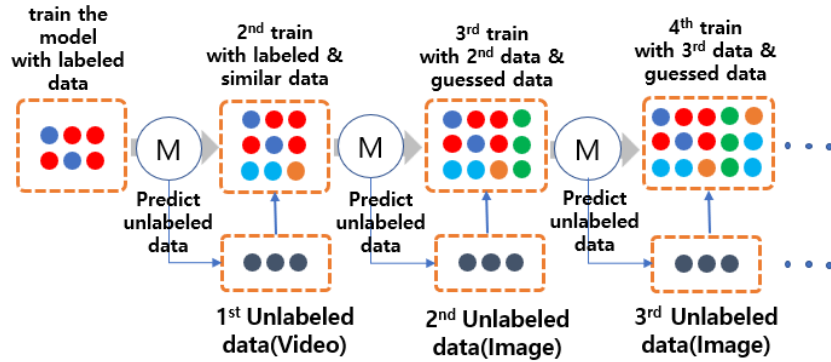 train the
model
with labeled
data
2nd train
with labeled &
similar data
3rd train
with 2nd data &
guessed data
4th train
with 3rd data &
guessed data
M
M
M
Predict
unlabeled
data
Predict
unlabeled
data
Predict
unlabeled
data
1st Unlabeled
data(Video)
2nd Unlabeled
data(Image)
3rd Unlabeled
data(Image)